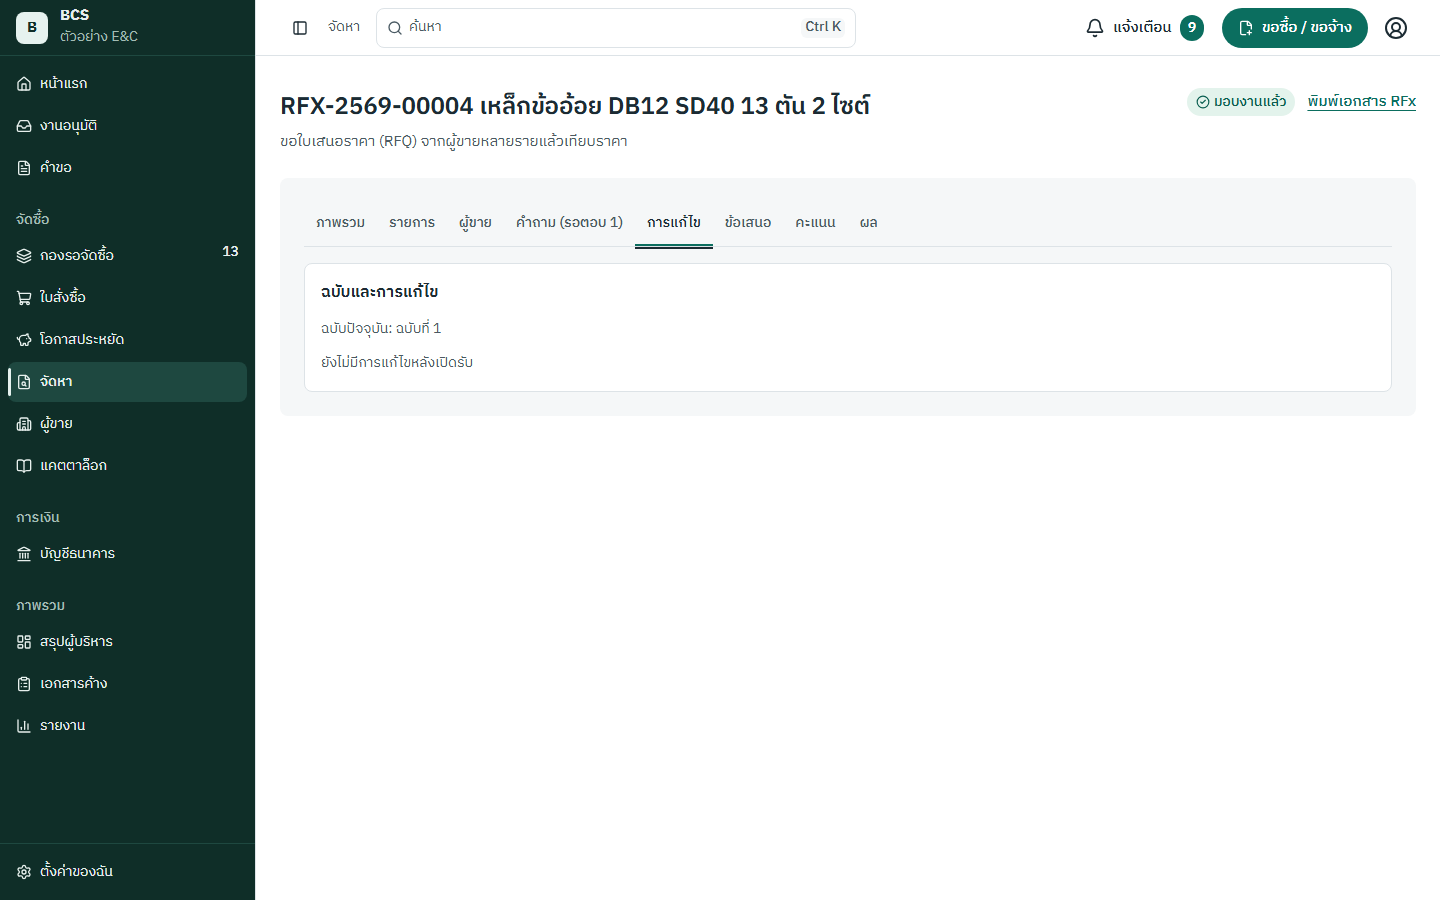 B
BCS
ตัวอย่าง E&C
จัดหา
ค้นหา
Ctrl K
แจ้งเตือน
9
ขอซื้อ / ขอจ้าง
หน้าแรก
งานอนุมัติ
คำขอ
จัดซื้อ
กองรอจัดซื้อ
13
ใบสั่งซื้อ
โอกาสประหยัด
จัดหา
ผู้ขาย
แคตตาล็อก
การเงิน
บัญชีธนาคาร
ภาพรวม
สรุปผู้บริหาร
เอกสารค้าง
รายงาน
ตั้งค่าของฉัน
RFX-2569-00004 เหล็กข้ออ้อย DB12 SD40 13 ตัน 2 ไซต์
มอบงานแล้ว
พิมพ์เอกสาร RFx
ขอใบเสนอราคา (RFQ) จากผู้ขายหลายรายแล้วเทียบราคา
ภาพรวม
รายการ
ผู้ขาย
คำถาม (รอตอบ 1)
การแก้ไข
ข้อเสนอ
คะแนน
ผล
ฉบับและการแก้ไข
ฉบับปัจจุบัน: ฉบับที่ 1
ยังไม่มีการแก้ไขหลังเปิดรับ